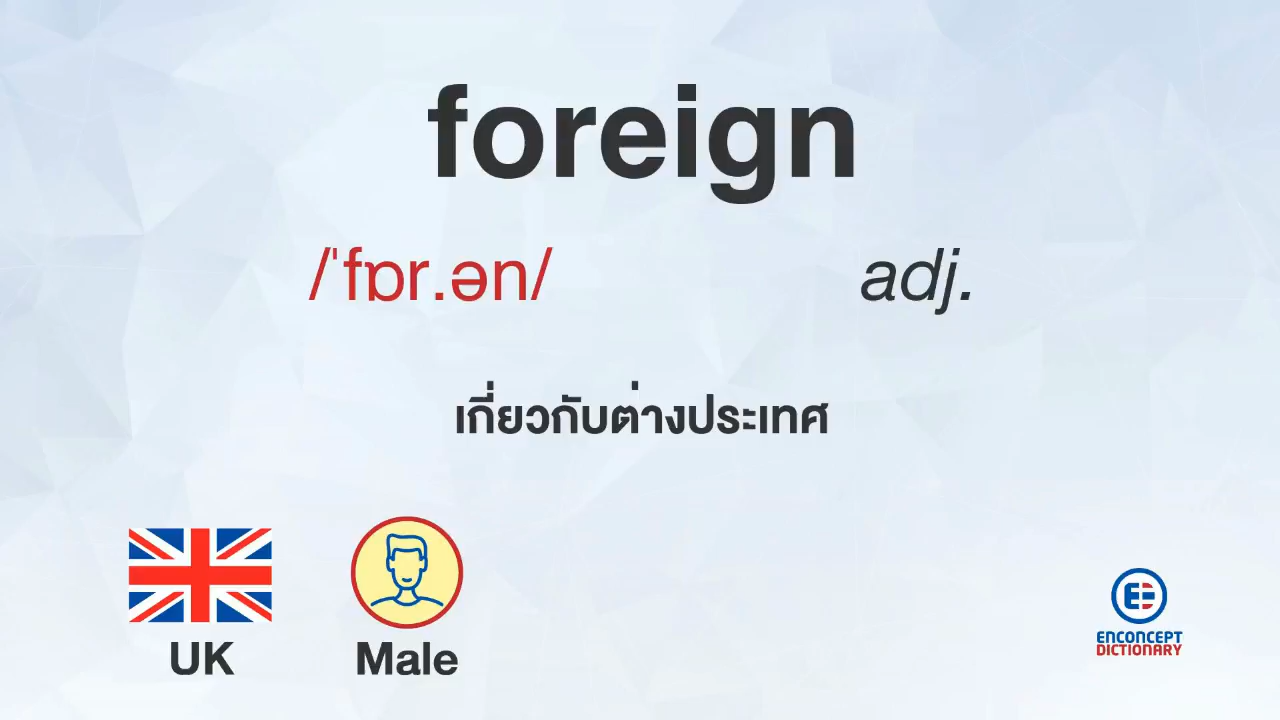 foreign
/ˈfɒr.ən/ adj.
เกี่ยวกับต่างประเทศ
UK Male
ENCONCEPT
DICTIONARY